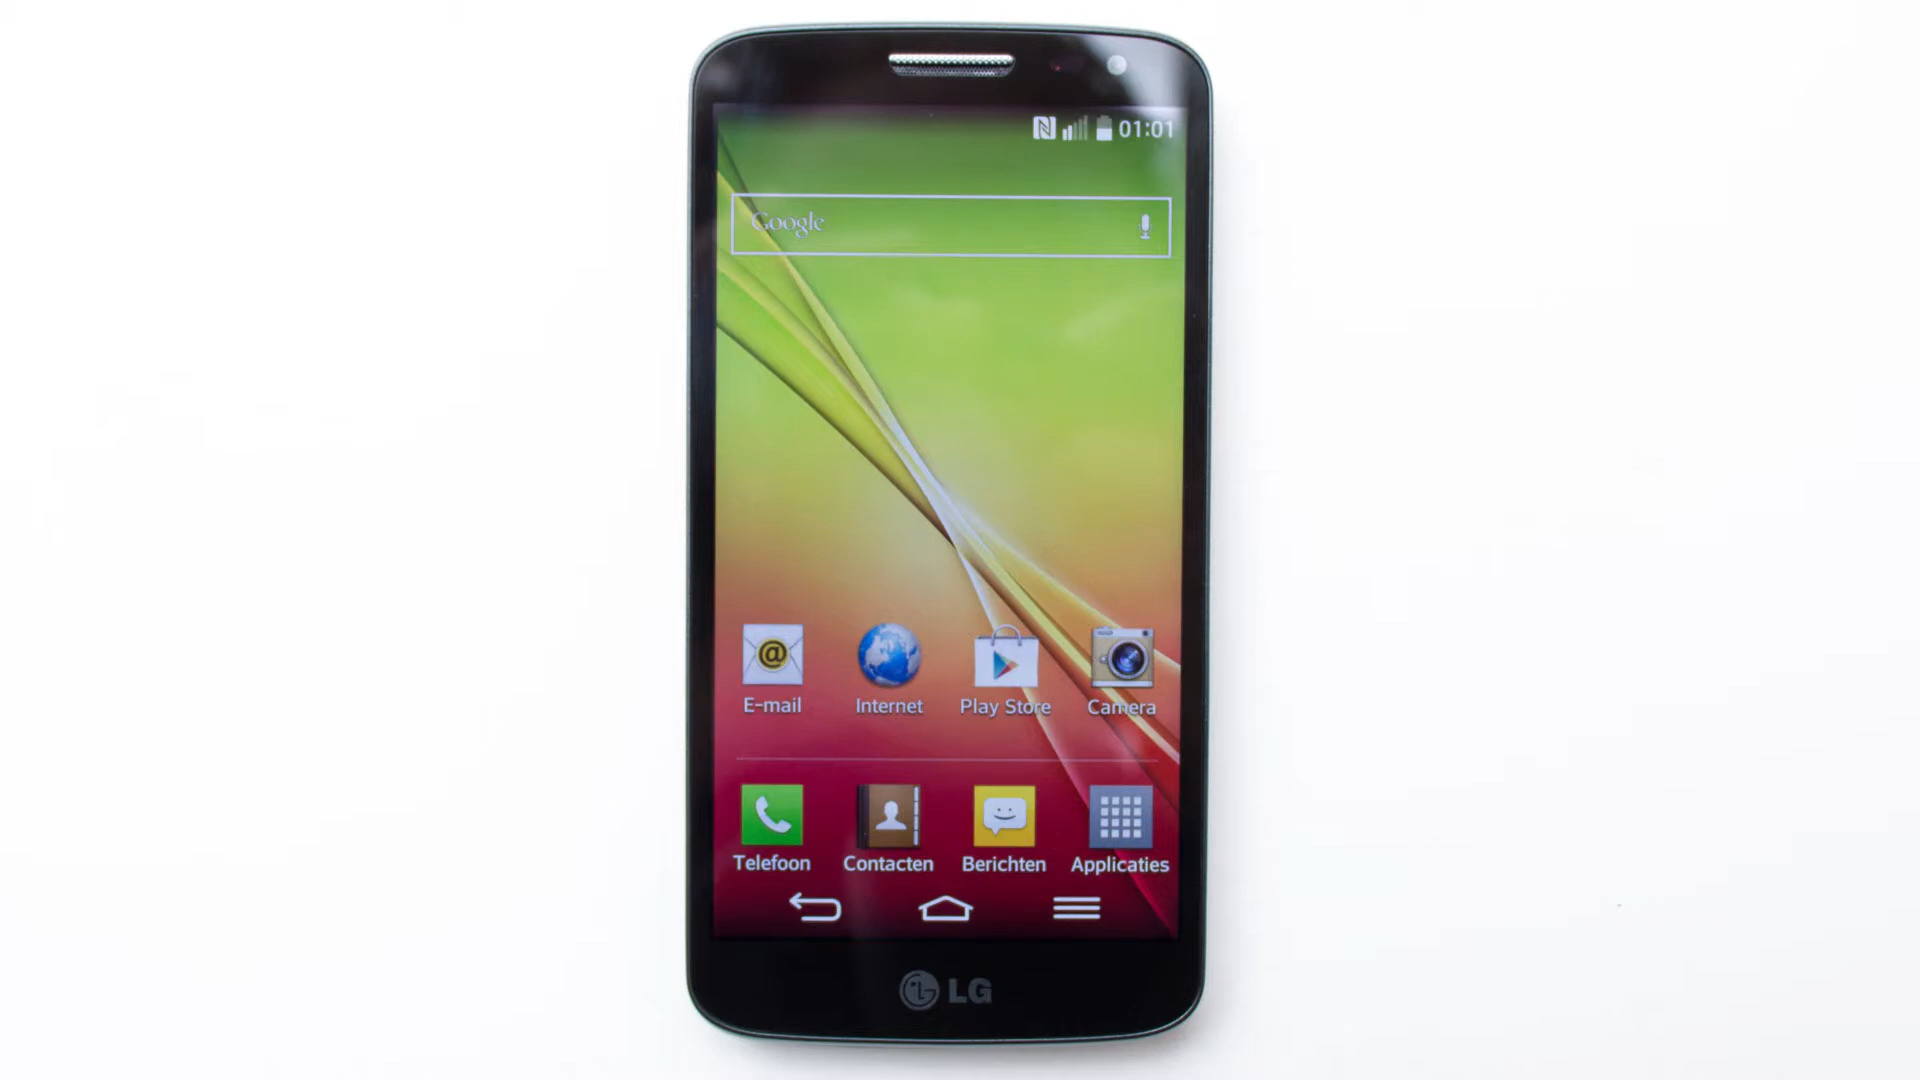 01:01
Google
E-mail Internet Play Store Camera
Telefoon Contacten Berichten Applicaties
LG